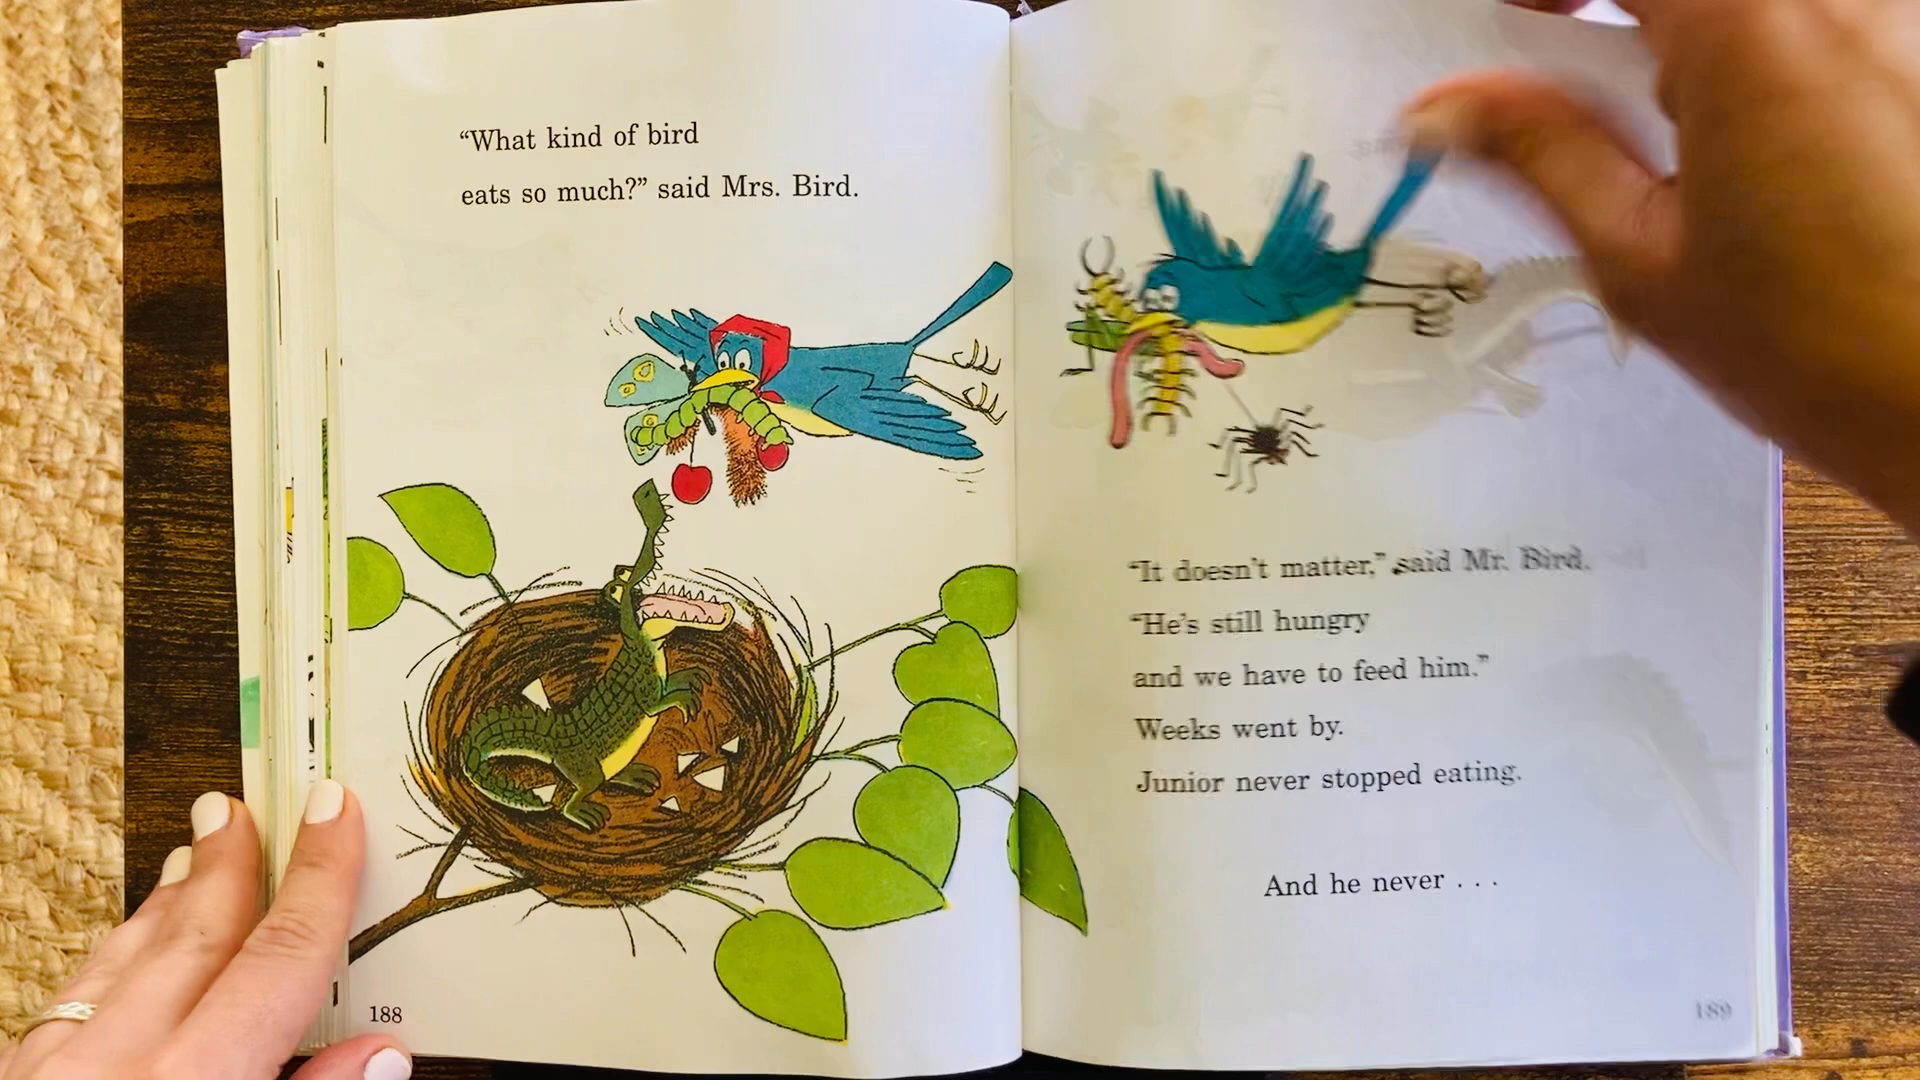 “What kind of bird
eats so much?” said Mrs. Bird.
188
“It doesn't matter,” said Mr. Bird.
“He's still hungry
and we have to feed him.”
Weeks went by.
Junior never stopped eating.
And he never . . .
189